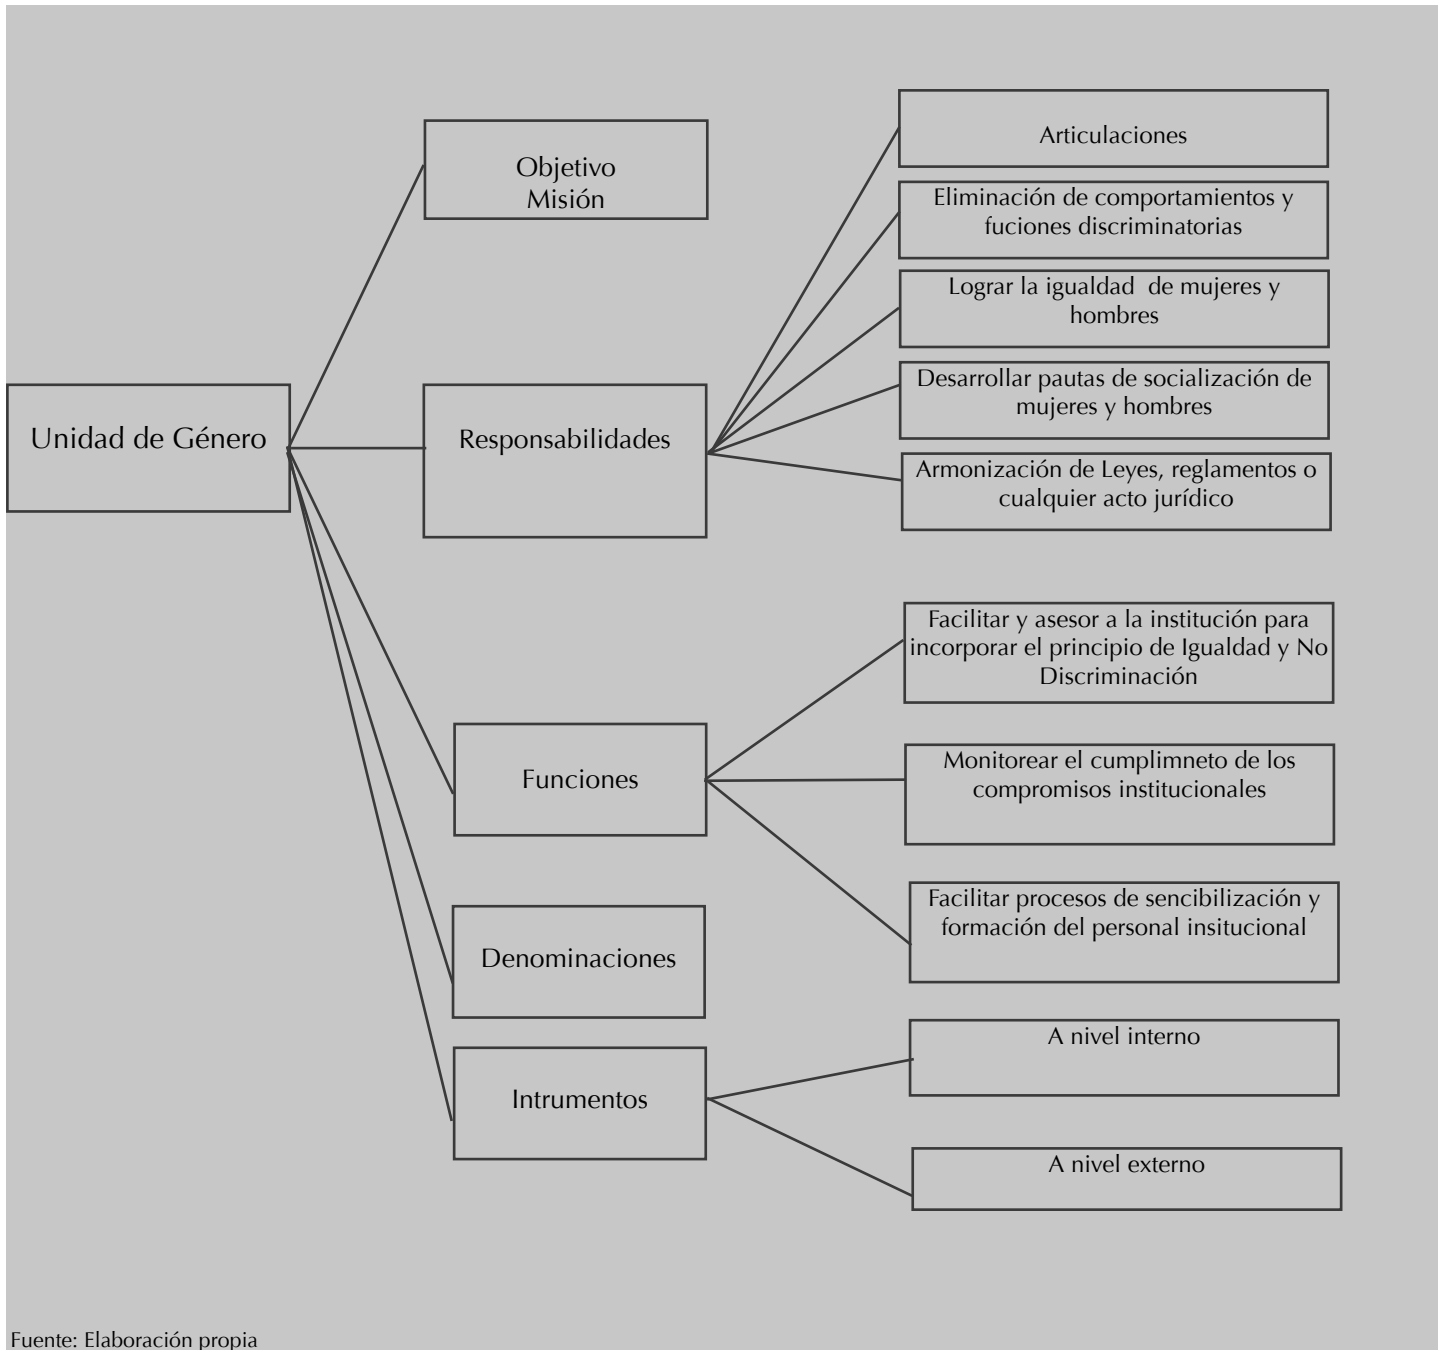 Unidad de Género
Objetivo
Misión
Responsabilidades
Articulaciones
Eliminación de comportamientos y
fuciones discriminatorias
Lograr la igualdad de mujeres y
hombres
Desarrollar pautas de socialización de
mujeres y hombres
Armonización de Leyes, reglamentos o
cualquier acto jurídico
Funciones
Facilitar y asesor a la institución para
incorporar el principio de Igualdad y No
Discriminación
Monitorear el cumplimneto de los
compromisos institucionales
Facilitar procesos de sencibilización y
formación del personal insitucional
Denominaciones
Intrumentos
A nivel interno
A nivel externo
Fuente: Elaboración propia